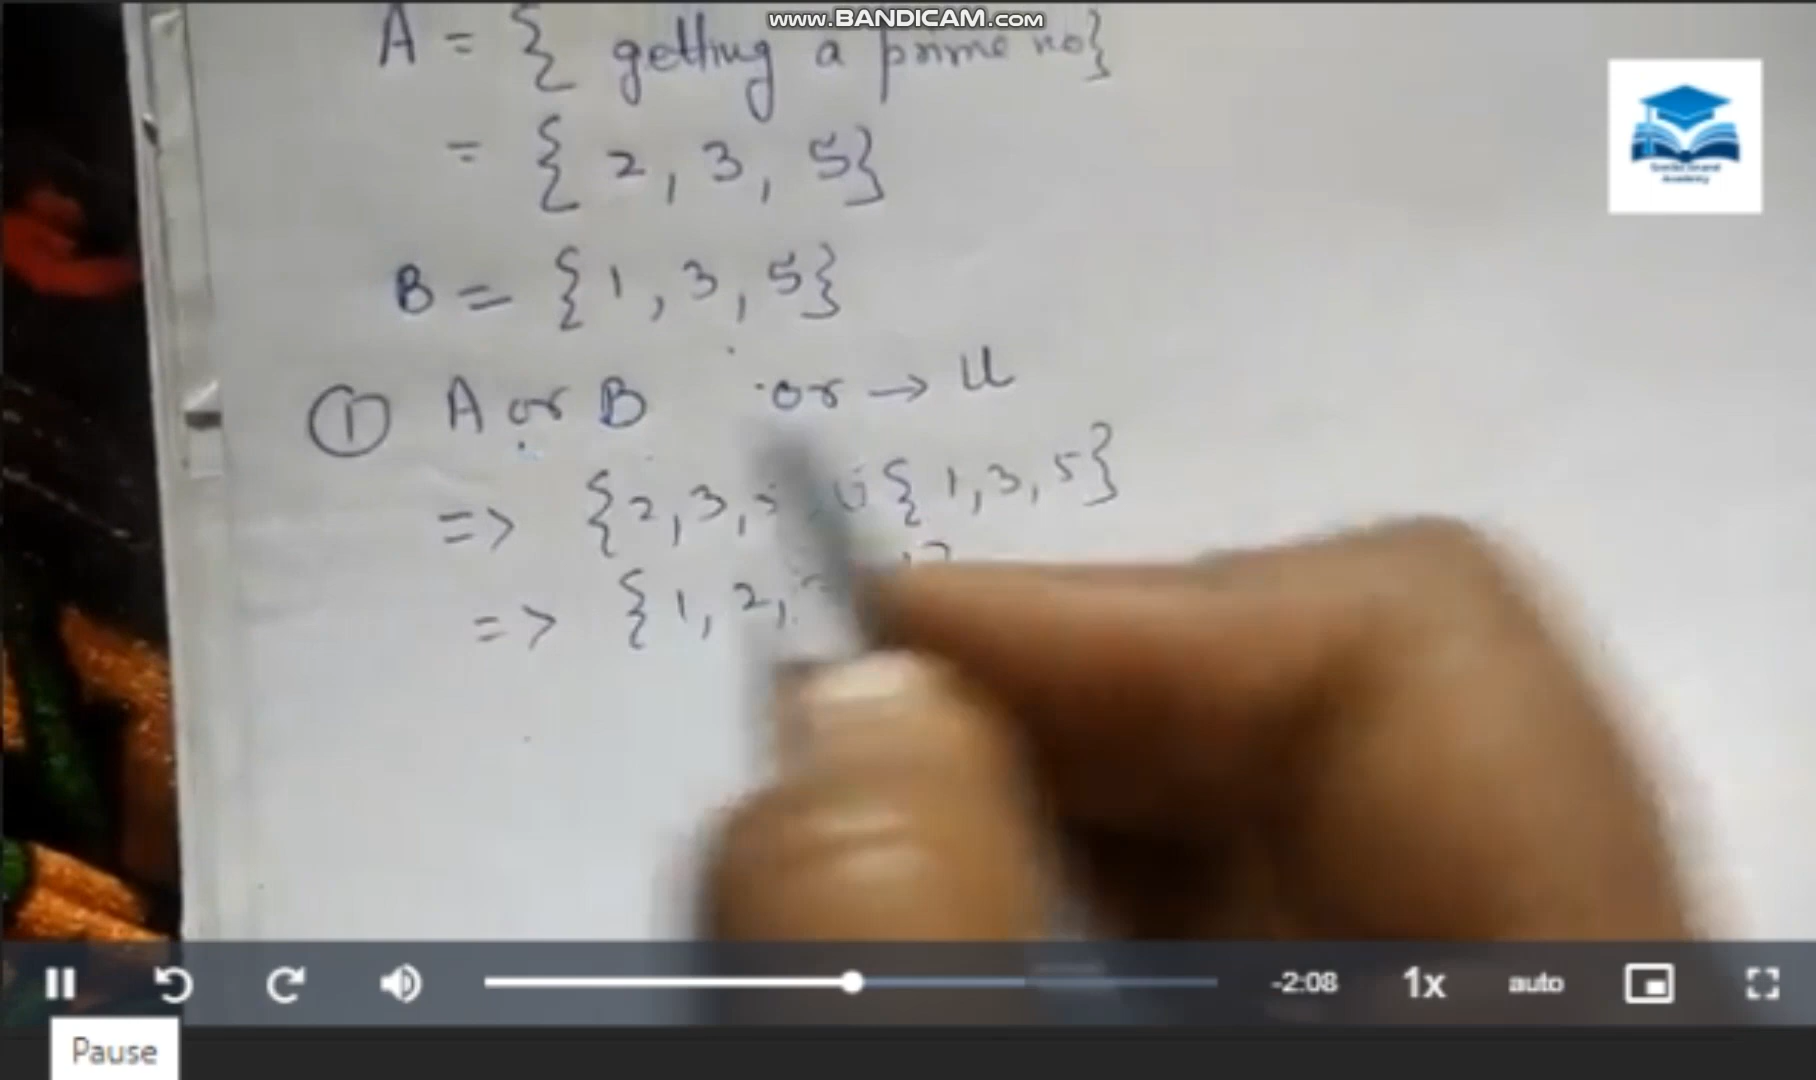 www.BANDICAM.com
A = { getting a prime no}
= { 2, 3, 5}
B = {1, 3, 5}
① A or B or → U
=> {2, 3, 5 U { 1, 3, 5}
=> { 1, 2,
-2:08 1x auto
Pause